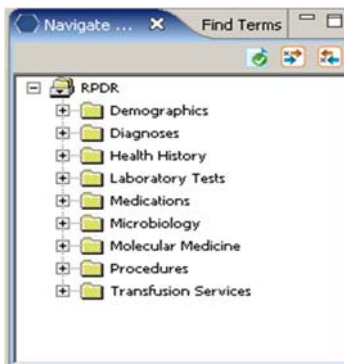 Navigate ... Find Terms
RPDR
Demographics
Diagnoses
Health History
Laboratory Tests
Medications
Microbiology
Molecular Medicine
Procedures
Transfusion Services